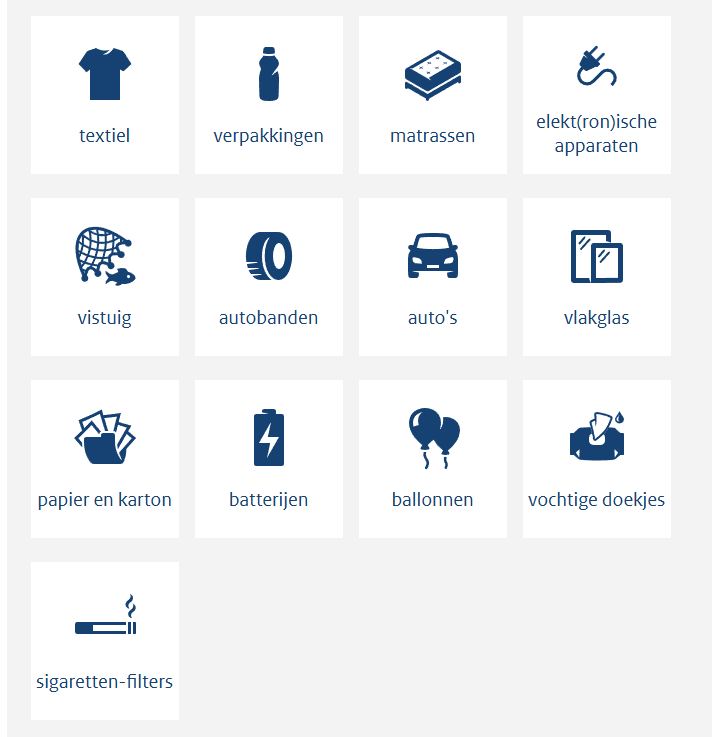 textiel
verpakkingen
matrassen
elekt(ron)ische
apparaten
vistuig
autobanden
auto's
vlakglas
papier en karton
batterijen
ballonnen
vochtige doekjes
sigaretten-filters